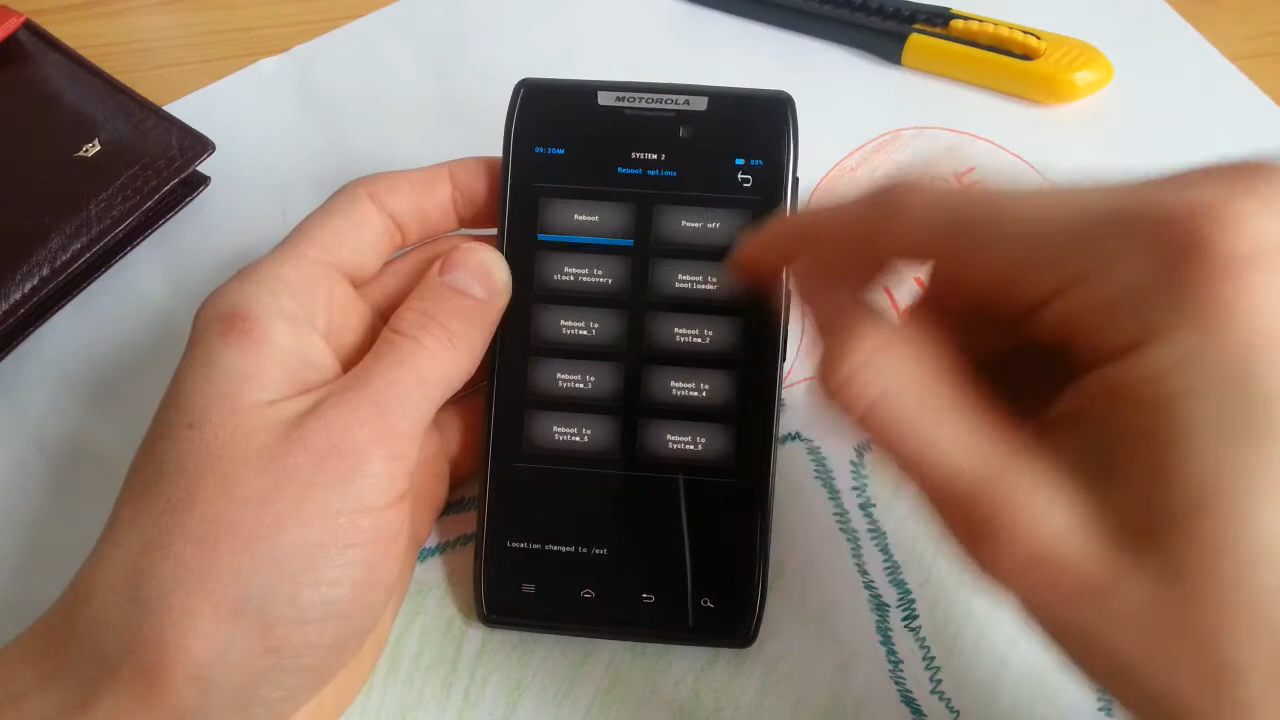 MOTOROLA
09:20AM
SYSTEM 2
99%
Reboot options
Reboot
Power off
Reboot to
stock recovery
Reboot to
bootloader
Reboot to
System_1
Reboot to
System_2
Reboot to
System_3
Reboot to
System_4
Reboot to
System_5
Reboot to
System_6
Location changed to /ext